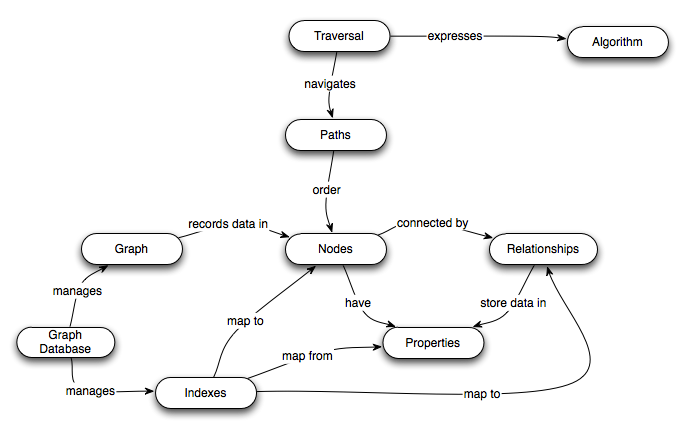 Traversal
expresses
Algorithm
navigates
Paths
order
records data in
connected by
Graph
Nodes
Relationships
manages
have
store data in
map to
Graph
Database
map from
Properties
manages
Indexes
map to